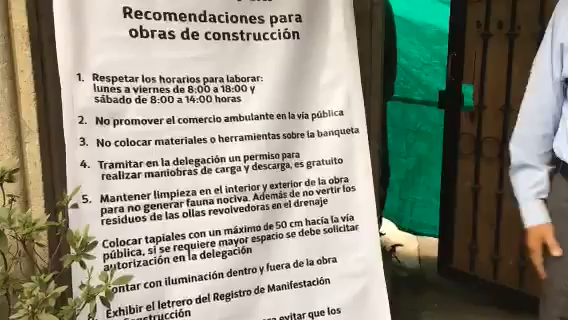 Recomendaciones para
obras de construcción
1. Respetar los horarios para laborar:
lunes a viernes de 8:00 a 18:00 y
sábado de 8:00 a 14:00 horas
2. No promover el comercio ambulante en la vía pública
3. No colocar materiales o herramientas sobre la banqueta
4. Tramitar en la delegación un permiso para
realizar maniobras de carga y descarga, es gratuito
5. Mantener limpieza en el interior y exterior de la obra
para no generar fauna nociva. Además de no vertir los
residuos de las ollas revolvedoras en el drenaje
Colocar tapiales con un máximo de 50 cm hacía la vía
pública, si se requiere mayor espacio se debe solicitar
autorización en la delegación
ontar con iluminación dentro y fuera de la obra
Exhibir el letrero del Registro de Manifestación
strucción
evitar que los